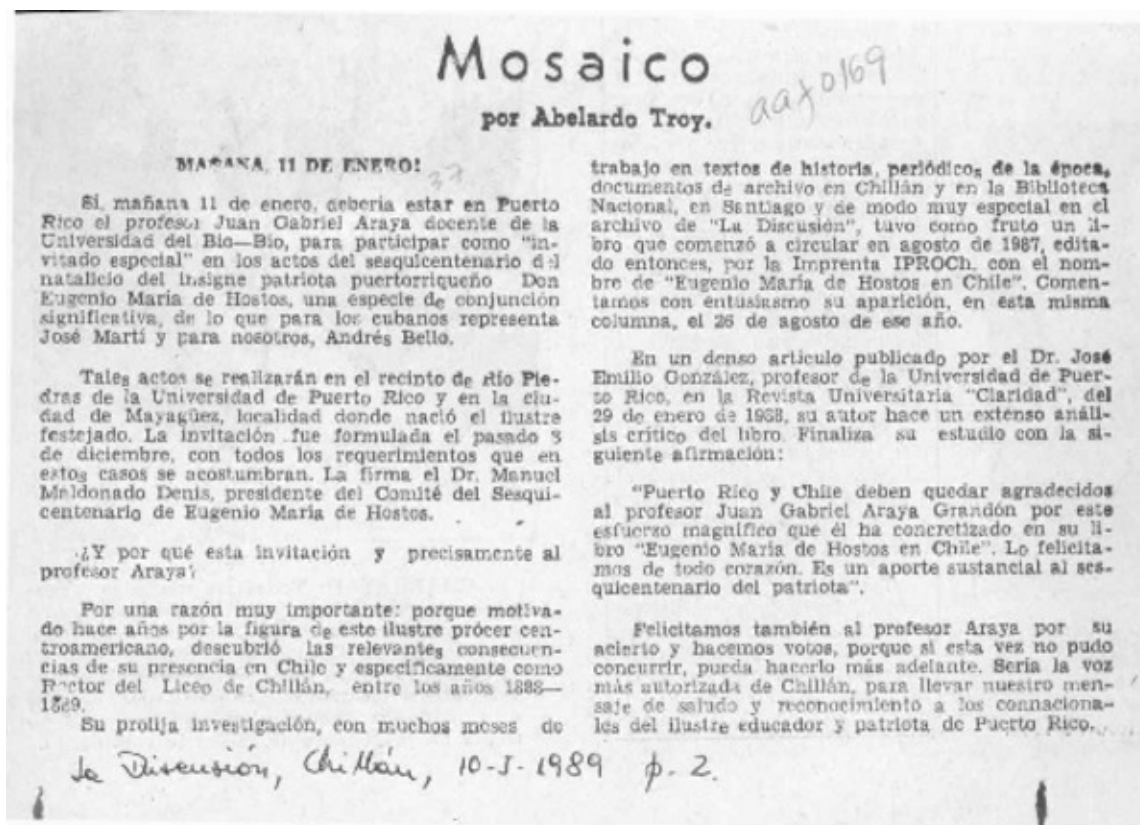 Mosaico
aaj0169
por Abelardo Troy.
MAÑANA, 11 DE ENERO!
37
Sí, mañana 11 de enero, debería estar en Puerto
Rico el profesor Juan Gabriel Araya docente de la
Universidad del Bío—Bío, para participar como "in-
vitado especial" en los actos del sesquicentenario del
natalicio del insigne patriota puertorriqueño Don
Eugenio María de Hostos, una especie de conjunción
significativa, de lo que para los cubanos representa
José Martí y para nosotros, Andrés Bello.
Tales actos se realizarán en el recinto de Río Pie-
dras de la Universidad de Puerto Rico y en la ciu-
dad de Mayagüez, localidad donde nació el ilustre
festejado. La invitación fue formulada el pasado 3
de diciembre, con todos los requerimientos que en
estos casos se acostumbran. La firma el Dr. Manuel
Maldonado Denis, presidente del Comité del Sesqui-
centenario de Eugenio María de Hostos.
¿Y por qué esta invitación y precisamente al
profesor Araya?
Por una razón muy importante: porque motiva-
do hace años por la figura de este ilustre prócer cen-
troamericano, descubrió las relevantes consecuen-
cias de su presencia en Chile y específicamente como
Rector del Liceo de Chillán, entre los años 1888—
1889.
Su prolija investigación, con muchos meses de
trabajo en textos de historia, periódicos de la época,
documentos de archivo en Chillán y en la Biblioteca
Nacional, en Santiago y de modo muy especial en el
archivo de "La Discusión", tuvo como fruto un li-
bro que comenzó a circular en agosto de 1987, edita-
do entonces, por la Imprenta IPROCh. con el nom-
bre de "Eugenio María de Hostos en Chile". Comen-
tamos con entusiasmo su aparición, en esta misma
columna, el 26 de agosto de ese año.
En un denso artículo publicado por el Dr. José
Emilio González, profesor de la Universidad de Puer-
to Rico, en la Revista Universitaria "Claridad", del
29 de enero de 1988, su autor hace un extenso análi-
sis crítico del libro. Finaliza su estudio con la si-
guiente afirmación:
"Puerto Rico y Chile deben quedar agradecidos
al profesor Juan Gabriel Araya Grandón por este
esfuerzo magnífico que él ha concretizado en su li-
bro "Eugenio María de Hostos en Chile". Lo felicita-
mos de todo corazón. Es un aporte sustancial al ses-
quicentenario del patriota".
Felicitamos también al profesor Araya por su
acierto y hacemos votos, porque si esta vez no pudo
concurrir, pueda hacerlo más adelante. Sería la voz
más autorizada de Chillán, para llevar nuestro men-
saje de saludo y reconocimiento a los connaciona-
les del ilustre educador y patriota de Puerto Rico.
La Discusión, Chillán, 10-I-1989 p. 2.